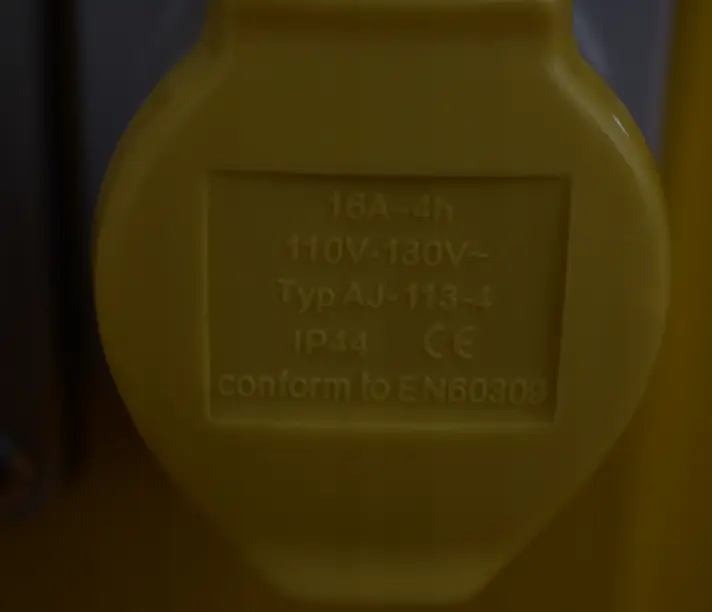 16A-4h
110V-130V~
Typ AJ-113-4
IP44 CE
conform to EN60309